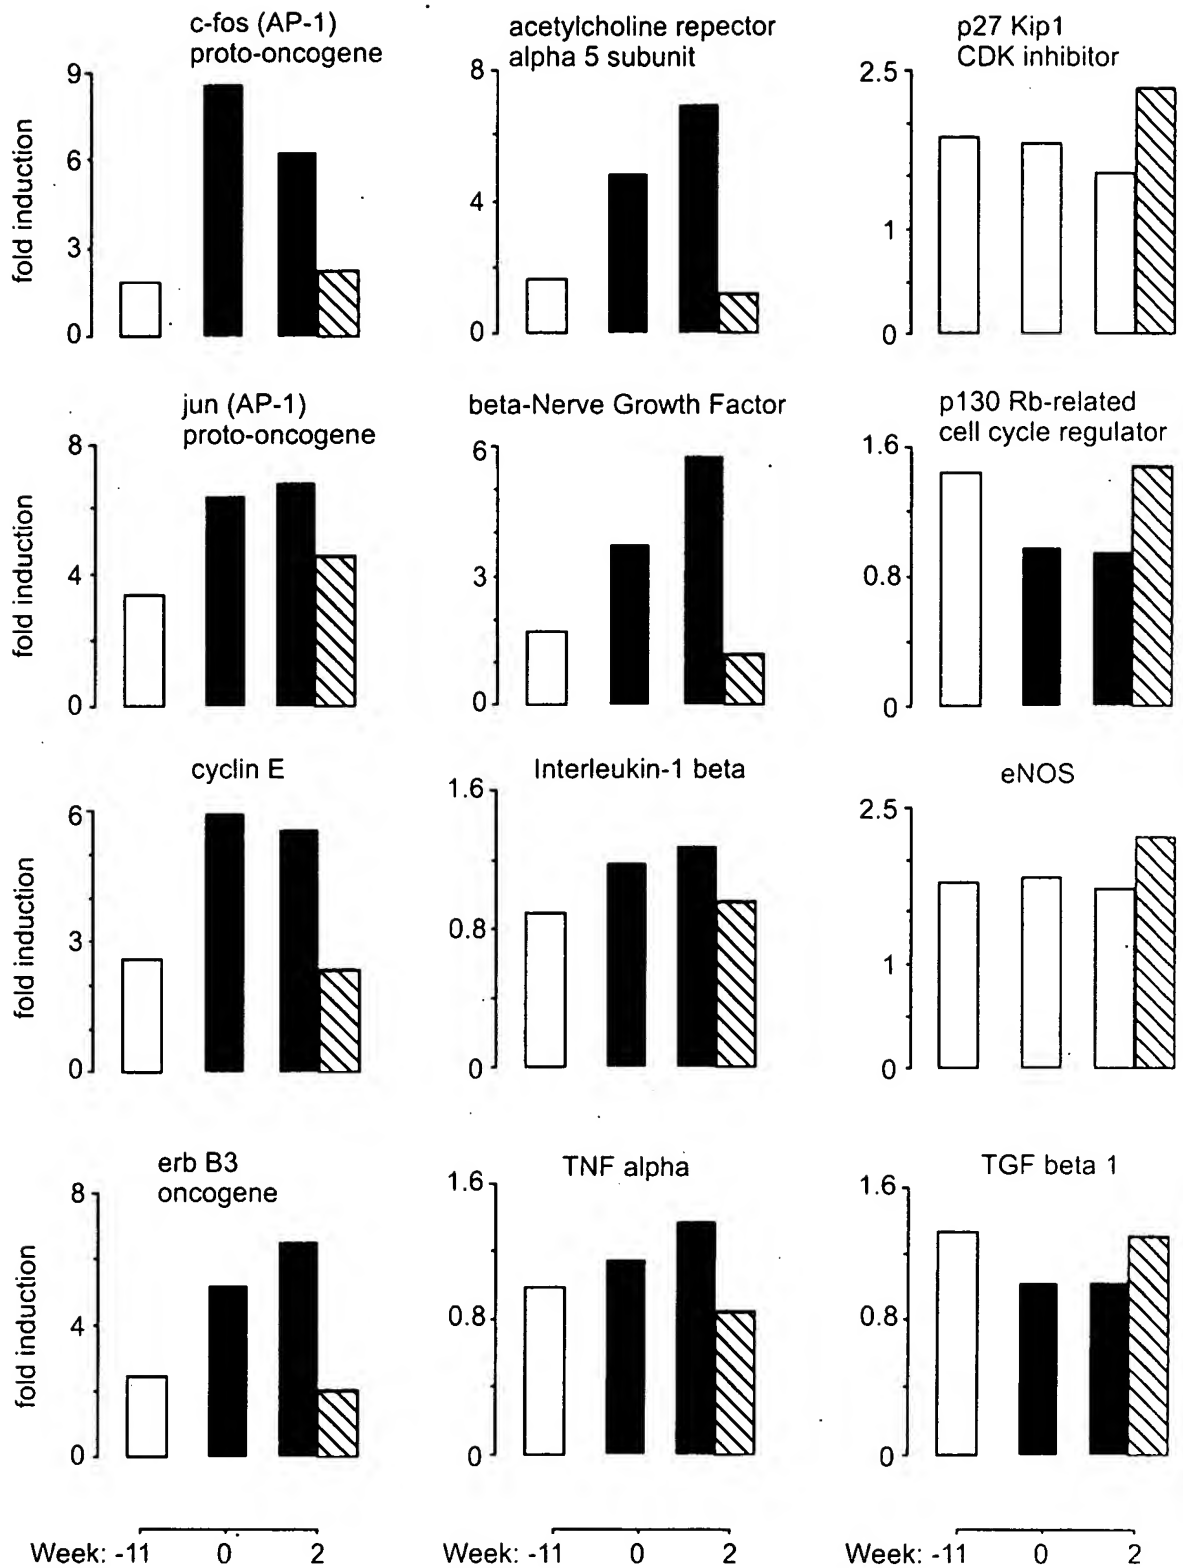 c-fos (AP-1)
proto-oncogene
9
6
3
0
fold induction
acetylcholine repector
alpha 5 subunit
8
4
0
p27 Kip1
CDK inhibitor
2.5
1
0
jun (AP-1)
proto-oncogene
8
4
0
fold induction
beta-Nerve Growth Factor
6
3
0
p130 Rb-related
cell cycle regulator
1.6
0.8
0
cyclin E
6
3
0
fold induction
Interleukin-1 beta
1.6
0.8
0
eNOS
2.5
1
0
erb B3
oncogene
8
4
0
fold induction
TNF alpha
1.6
0.8
0
TGF beta 1
1.6
0.8
0
Week: -11 0 2
Week: -11 0 2
Week: -11 0 2